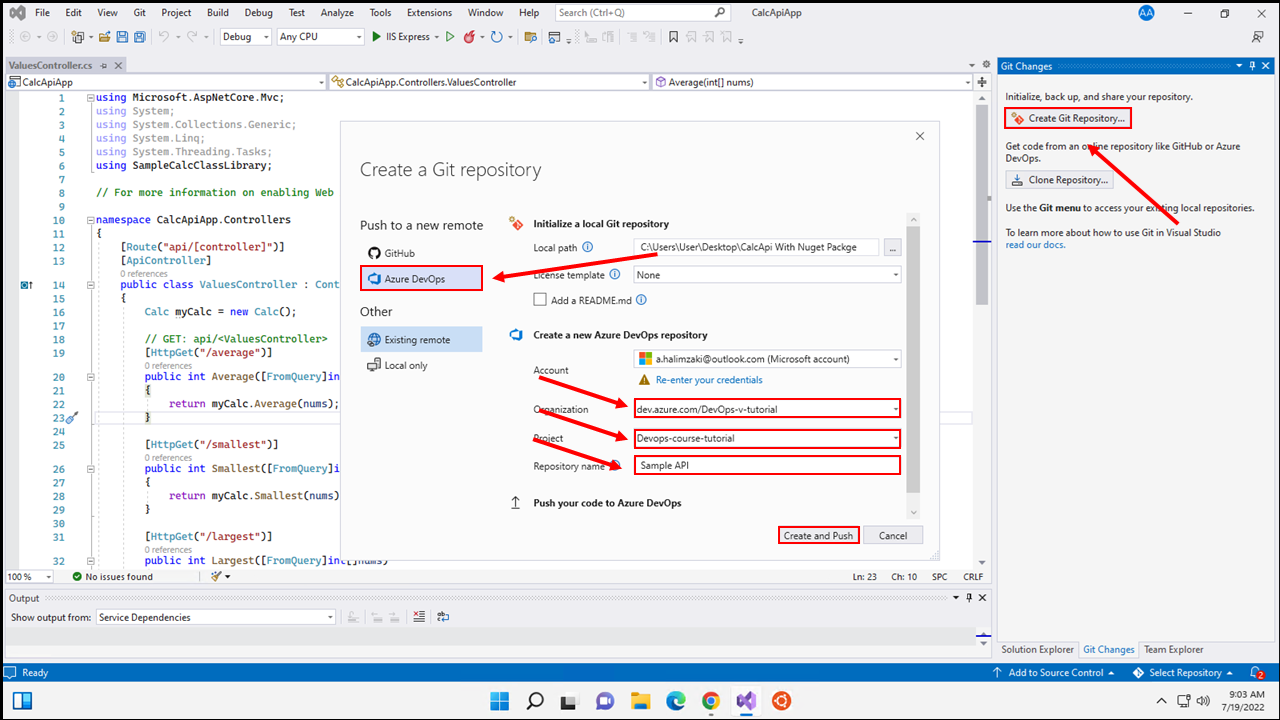 File Edit View Git Project Build Debug Test Analyze Tools Extensions Window Help Search (Ctrl+Q) CalcApiApp AA
Debug Any CPU IIS Express
ValuesController.cs
CalcApiApp CalcApiApp.Controllers.ValuesController Average(int[] nums)
1 using Microsoft.AspNetCore.Mvc;
2 using System;
3 using System.Collections.Generic;
4 using System.Linq;
5 using System.Threading.Tasks;
6 using SampleCalcClassLibrary;
7
8 // For more information on enabling Web
9
10 namespace CalcApiApp.Controllers
11 {
12 [Route("api/[controller]")]
13 [ApiController]
0 references
14 public class ValuesController : Cont
15 {
16 Calc myCalc = new Calc();
17
18 // GET: api/<ValuesController>
19 [HttpGet("/average")]
0 references
20 public int Average([FromQuery]in
21 {
22 return myCalc.Average(nums);
23 }
24
25 [HttpGet("/smallest")]
0 references
26 public int Smallest([FromQuery]i
27 {
28 return myCalc.Smallest(nums)
29 }
30
31 [HttpGet("/largest")]
0 references
32 public int Largest([FromQuery]int[]nums)
100 % No issues found Ln: 23 Ch: 10 SPC CRLF
Create a Git repository
Push to a new remote
GitHub
Azure DevOps
Other
Existing remote
Local only
Initialize a local Git repository
Local path C:\Users\User\Desktop\CalcApi With Nuget Packge ...
License template None
Add a README.md
Create a new Azure DevOps repository
Account a.halimzaki@outlook.com (Microsoft account)
Re-enter your credentials
Organization dev.azure.com/DevOps-v-tutorial
Project Devops-course-tutorial
Repository name Sample API
Push your code to Azure DevOps
Create and Push Cancel
Git Changes
Initialize, back up, and share your repository.
Create Git Repository...
Get code from an online repository like GitHub or Azure
DevOps.
Clone Repository...
Use the Git menu to access your existing local repositories.
To learn more about how to use Git in Visual Studio
read our docs.
Output
Show output from: Service Dependencies
Solution Explorer Git Changes Team Explorer
Ready Add to Source Control Select Repository 2
9:03 AM
7/19/2022